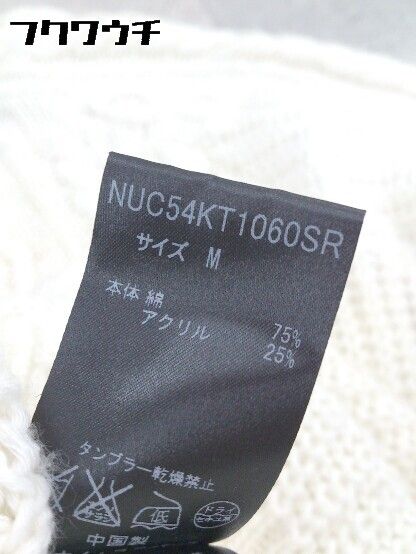 フクワウチ
NUC54KT1060SR
サイズ M
本体 綿 75%
アクリル 25%
タンブラー乾燥禁止
低 ドライ
中国製